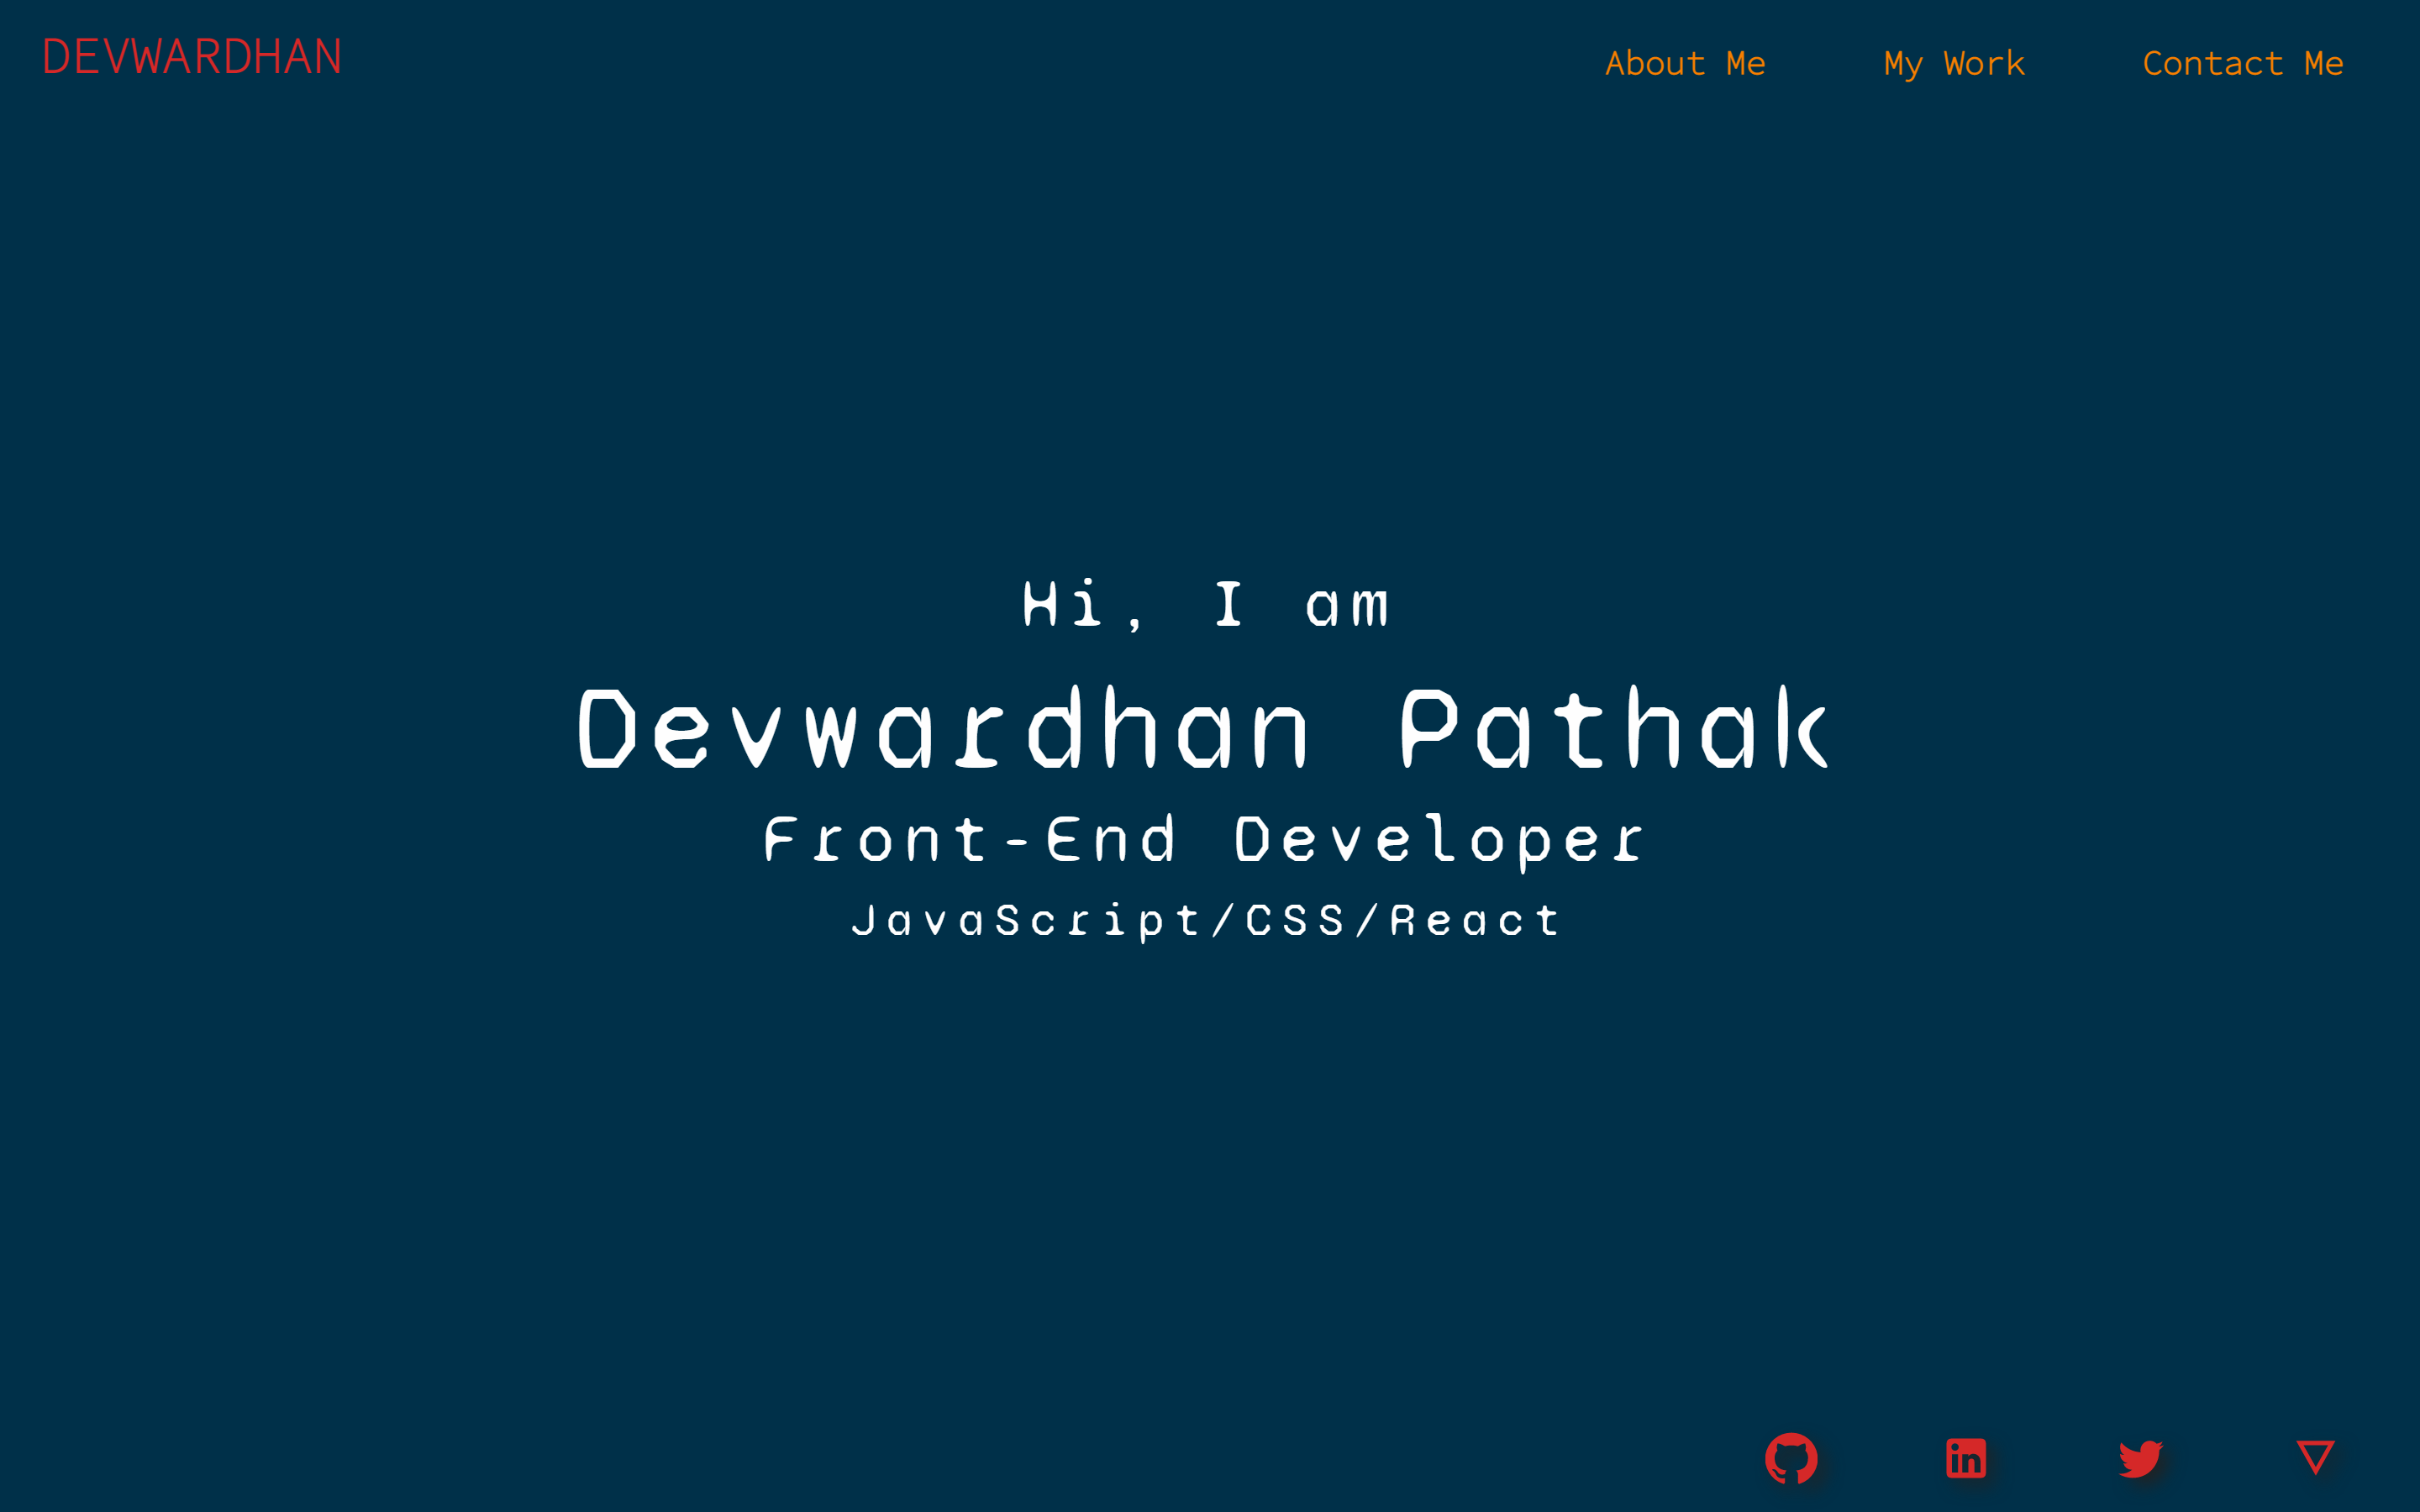 DEVWARDHAN
About Me
My Work
Contact Me
Hi, I am
Devwardhan Pathak
Front-End Developer
JavaScript/CSS/React